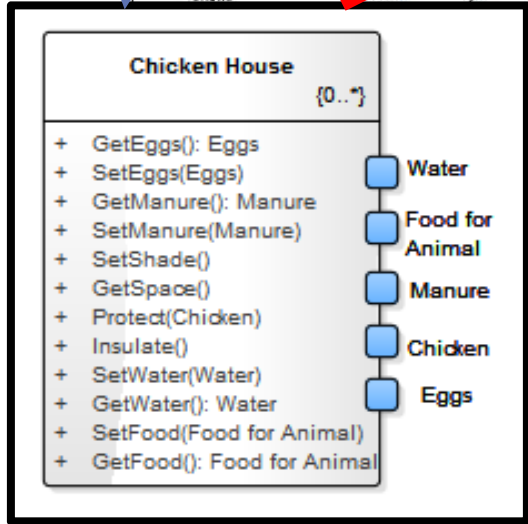 Chicken House
{0..*}
+ GetEggs(): Eggs
+ SetEggs(Eggs)
+ GetManure(): Manure
+ SetManure(Manure)
+ SetShade()
+ GetSpace()
+ Protect(Chicken)
+ Insulate()
+ SetWater(Water)
+ GetWater(): Water
+ SetFood(Food for Animal)
+ GetFood(): Food for Animal
Water
Food for
Animal
Manure
Chicken
Eggs